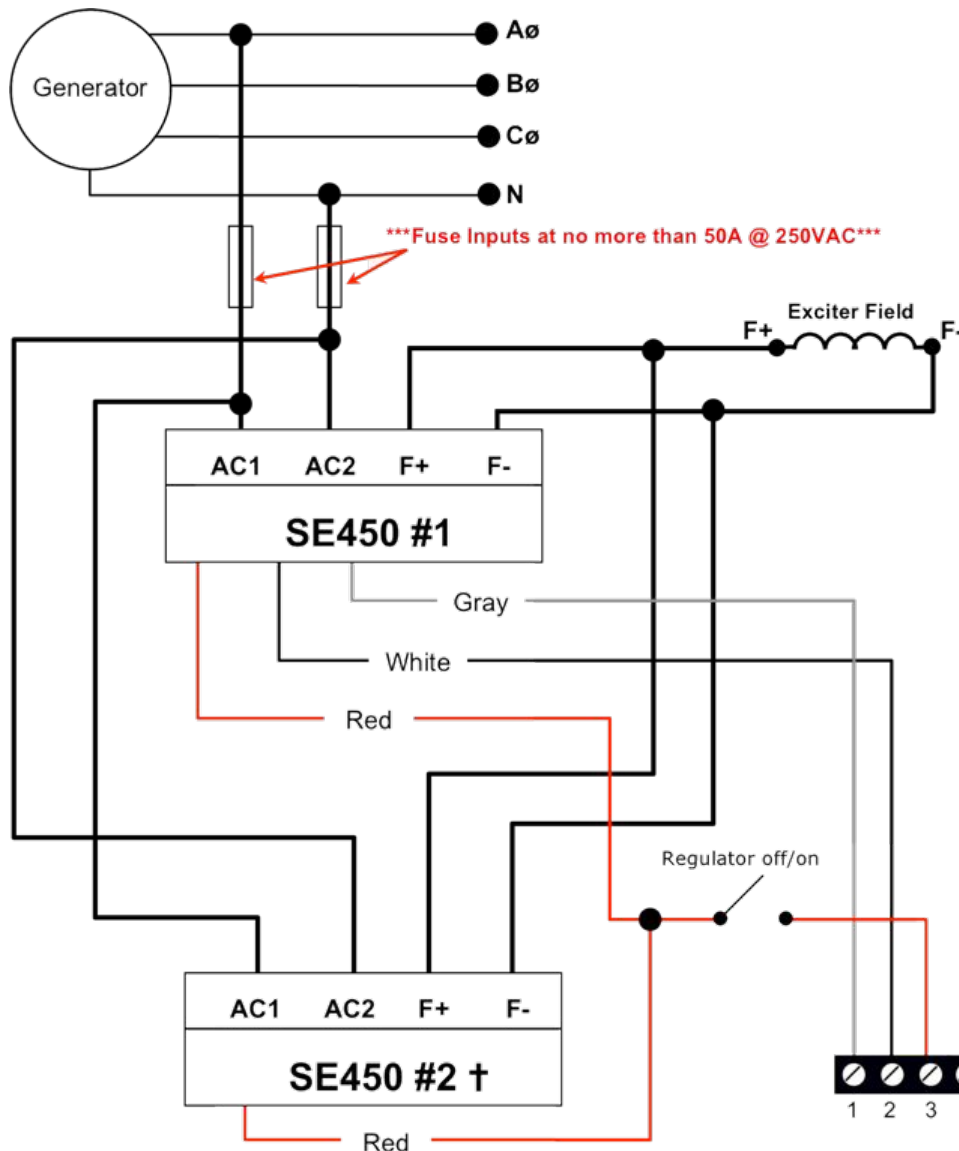 Aø
Generator
Bø
Cø
N
***Fuse Inputs at no more than 50A @ 250VAC***
Exciter Field
F+
F-
AC1 AC2 F+ F-
SE450 #1
Gray
White
Red
Regulator off/on
AC1 AC2 F+ F-
SE450 #2 †
1 2 3
Red